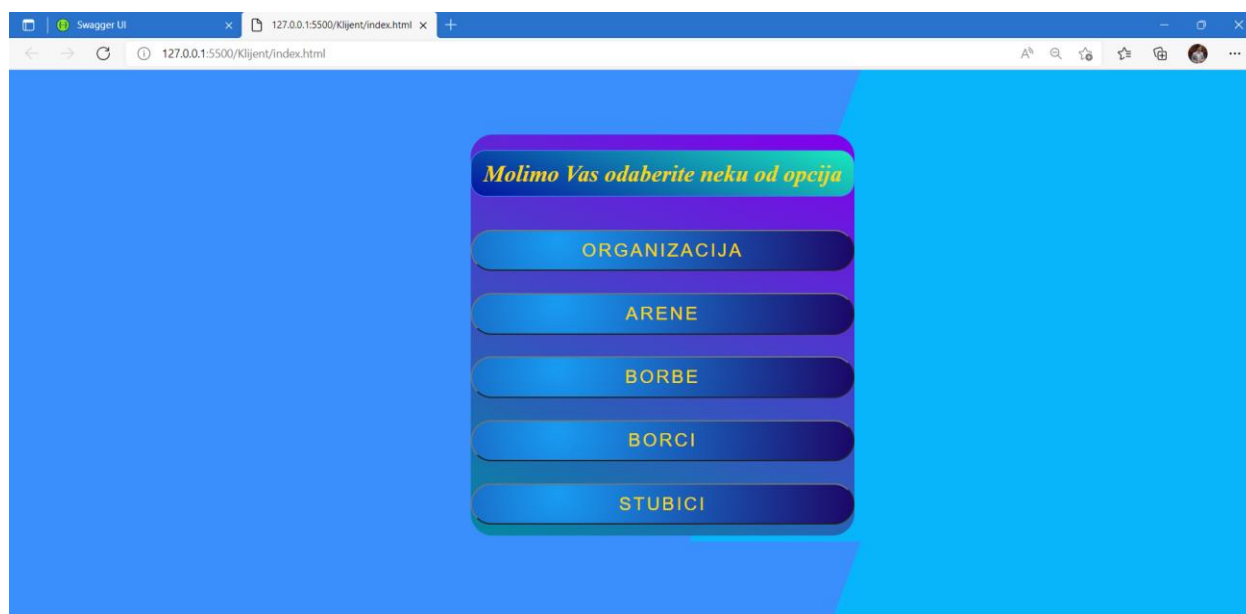 Swagger UI
127.0.0.1:5500/Klijent/index.html
127.0.0.1:5500/Klijent/index.html
Molimo Vas odaberite neku od opcija
ORGANIZACIJA
ARENE
BORBE
BORCI
STUBICI